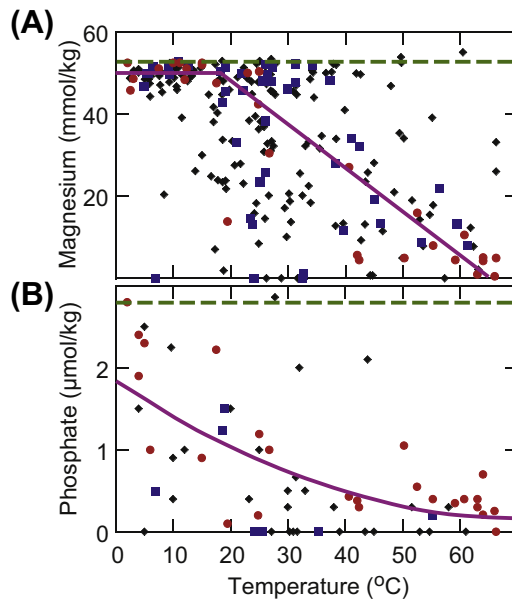 (A)
60
40
20
Magnesium (mmol/kg)
(B)
2
1
0
Phosphate (μmol/kg)
0 10 20 30 40 50 60
Temperature (°C)